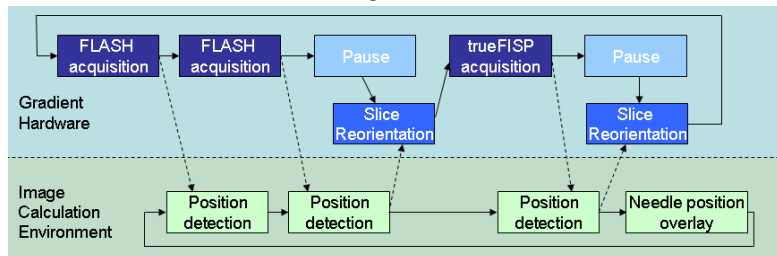 FLASH
acquisition
FLASH
acquisition
Pause
trueFISP
acquisition
Pause
Gradient
Hardware
Slice
Reorientation
Slice
Reorientation
Image
Calculation
Environment
Position
detection
Position
detection
Position
detection
Needle position
overlay